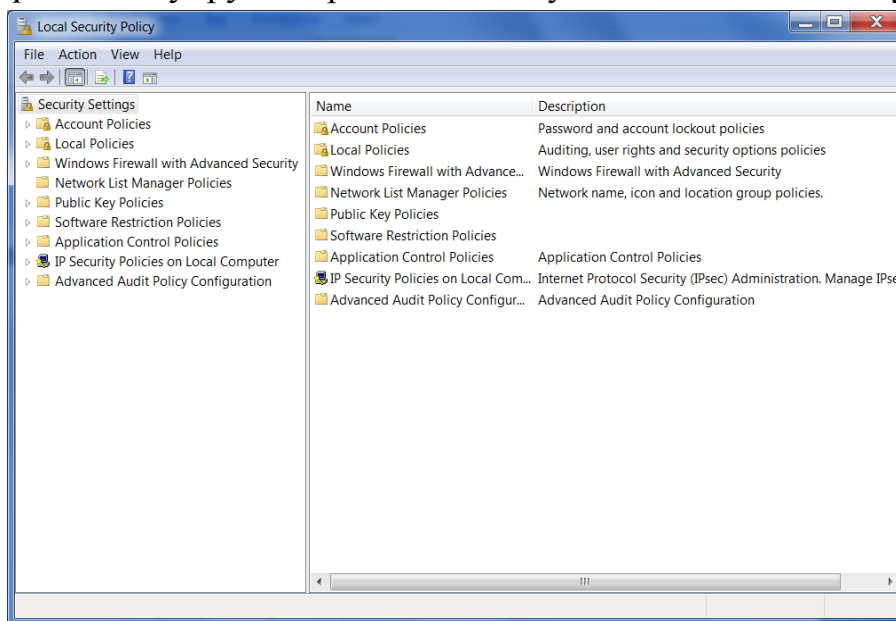 Local Security Policy
File Action View Help
Security Settings
Account Policies
Local Policies
Windows Firewall with Advanced Security
Network List Manager Policies
Public Key Policies
Software Restriction Policies
Application Control Policies
IP Security Policies on Local Computer
Advanced Audit Policy Configuration
Name Description
Account Policies Password and account lockout policies
Local Policies Auditing, user rights and security options policies
Windows Firewall with Advance... Windows Firewall with Advanced Security
Network List Manager Policies Network name, icon and location group policies.
Public Key Policies
Software Restriction Policies
Application Control Policies Application Control Policies
IP Security Policies on Local Com... Internet Protocol Security (IPsec) Administration. Manage IPse
Advanced Audit Policy Configur... Advanced Audit Policy Configuration